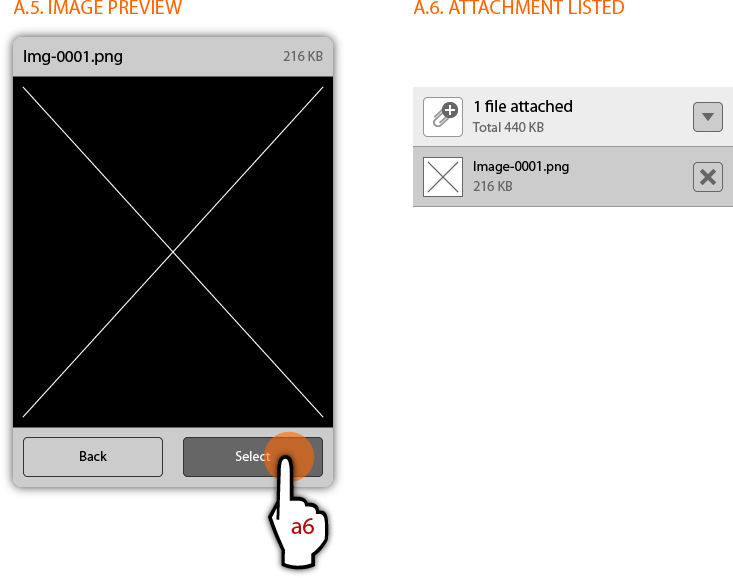 A.5. IMAGE PREVIEW
Img-0001.png
216 KB
Back
Select
a6
A.6. ATTACHMENT LISTED
1 file attached
Total 440 KB
Image-0001.png
216 KB